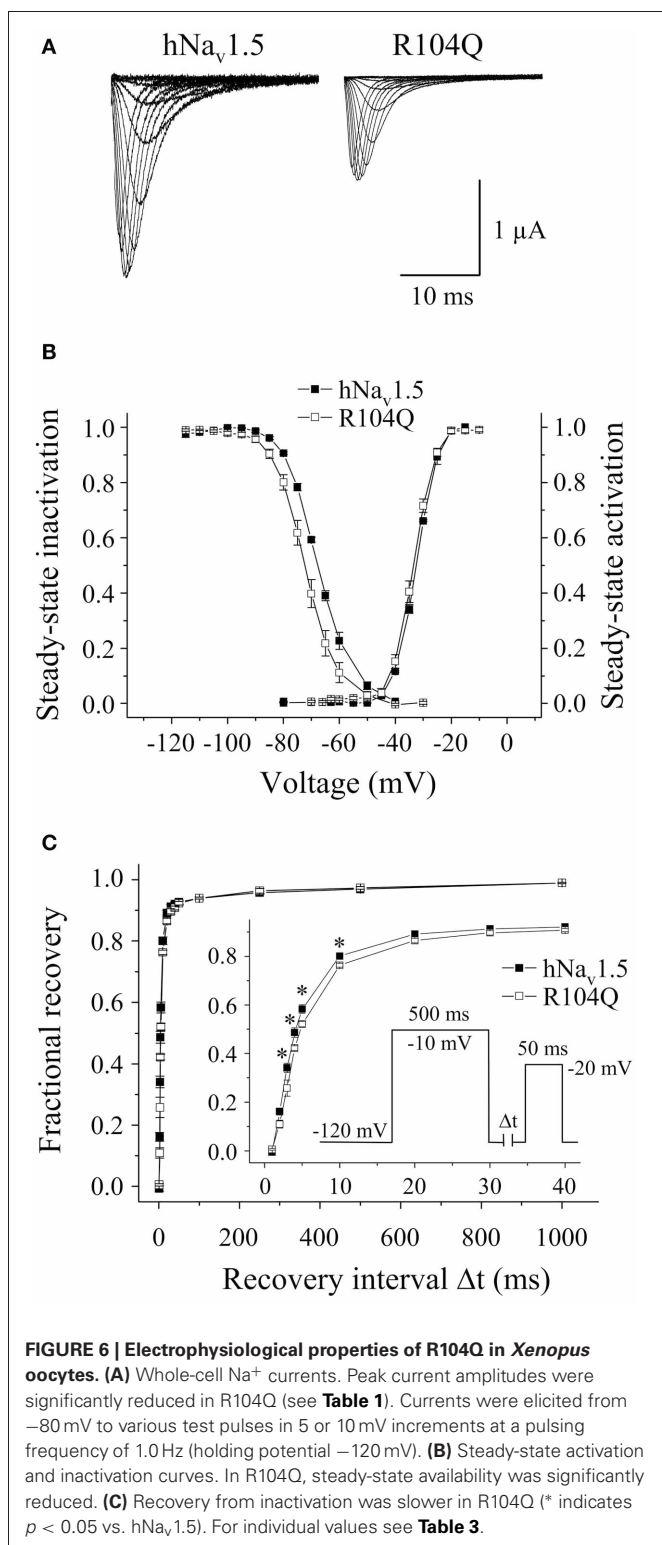 A
hNav1.5
R104Q
1 µA
10 ms
B
hNav1.5
R104Q
Steady-state inactivation
1.0
0.8
0.6
0.4
0.2
0.0
1.0
0.8
0.6
0.4
0.2
0.0
Steady-state activation
-120 -100 -80 -60 -40 -20 0
Voltage (mV)
C
Fractional recovery
1.0
0.8
0.6
0.4
0.2
0.0
0.8
0.6
0.4
0.2
0.0
* * * *
hNav1.5
R104Q
500 ms
-10 mV
50 ms
-20 mV
-120 mV
Δt
0 10 20 30 40
0 200 400 600 800 1000
Recovery interval Δt (ms)
FIGURE 6 | Electrophysiological properties of R104Q in Xenopus
oocytes. (A) Whole-cell Na+ currents. Peak current amplitudes were
significantly reduced in R104Q (see Table 1). Currents were elicited from
−80 mV to various test pulses in 5 or 10 mV increments at a pulsing
frequency of 1.0 Hz (holding potential −120 mV). (B) Steady-state activation
and inactivation curves. In R104Q, steady-state availability was significantly
reduced. (C) Recovery from inactivation was slower in R104Q (* indicates
p < 0.05 vs. hNav1.5). For individual values see Table 3.